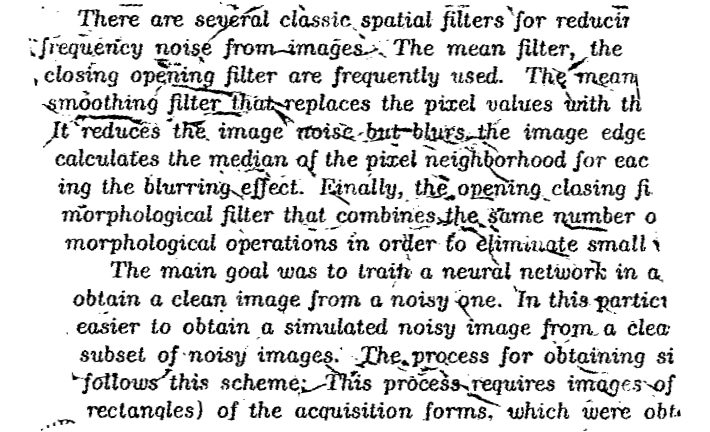 There are several classic spatial filters for reducin
frequency noise from images. The mean filter, the
closing opening filter are frequently used. The mean
smoothing filter that replaces the pixel values with th
It reduces the image noise but blurs the image edge
calculates the median of the pixel neighborhood for eac
ing the blurring effect. Finally, the opening closing fi
morphological filter that combines the same number o
morphological operations in order to eliminate small
The main goal was to train a neural network in a
obtain a clean image from a noisy one. In this particu
easier to obtain a simulated noisy image from a clea
subset of noisy images. The process for obtaining si
follows this scheme: This process requires images of
rectangles) of the acquisition forms, which were obt